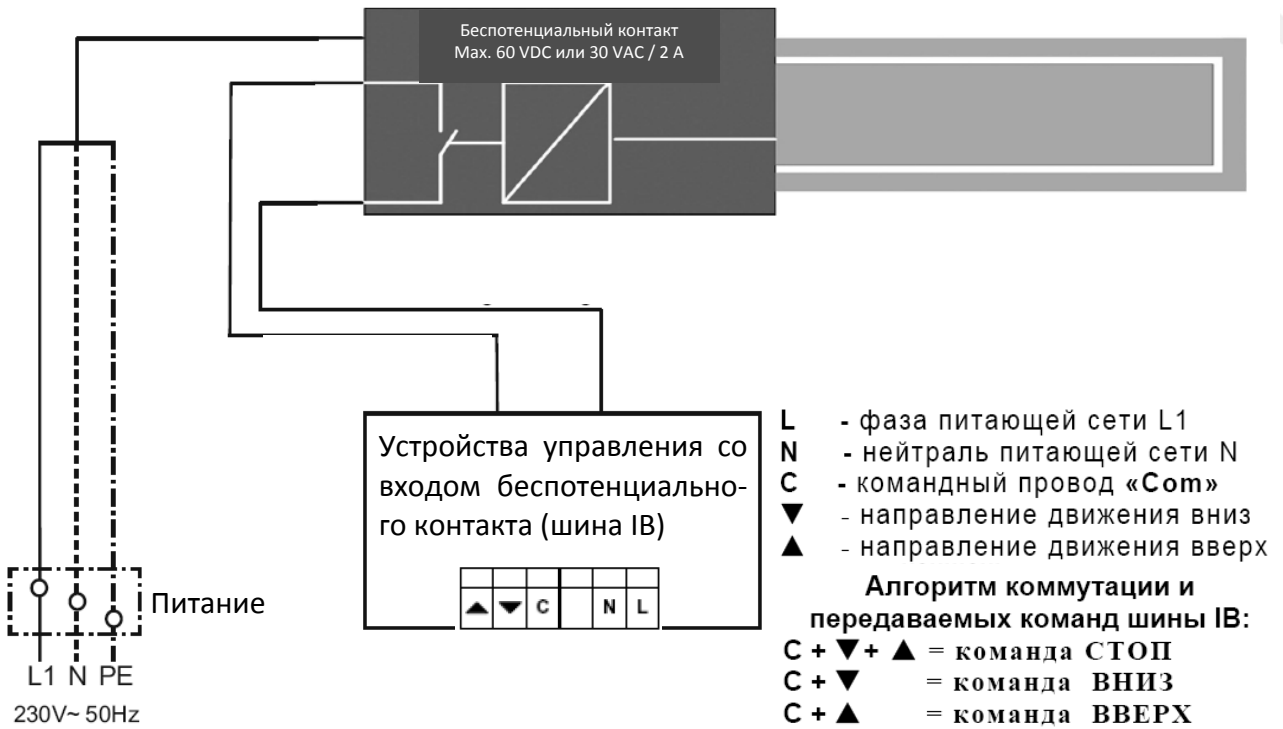 Беспотенциальный контакт
Max. 60 VDC или 30 VAC / 2 A
Устройства управления со
входом беспотенциально-
го контакта (шина IB)
▲ ▼ C N L
Питание
L1 N PE
230V~ 50Hz
L - фаза питающей сети L1
N - нейтраль питающей сети N
C - командный провод «Com»
▼ - направление движения вниз
▲ - направление движения вверх
Алгоритм коммутации и
передаваемых команд шины IB:
C + ▼ + ▲ = команда СТОП
C + ▼ = команда ВНИЗ
C + ▲ = команда ВВЕРХ